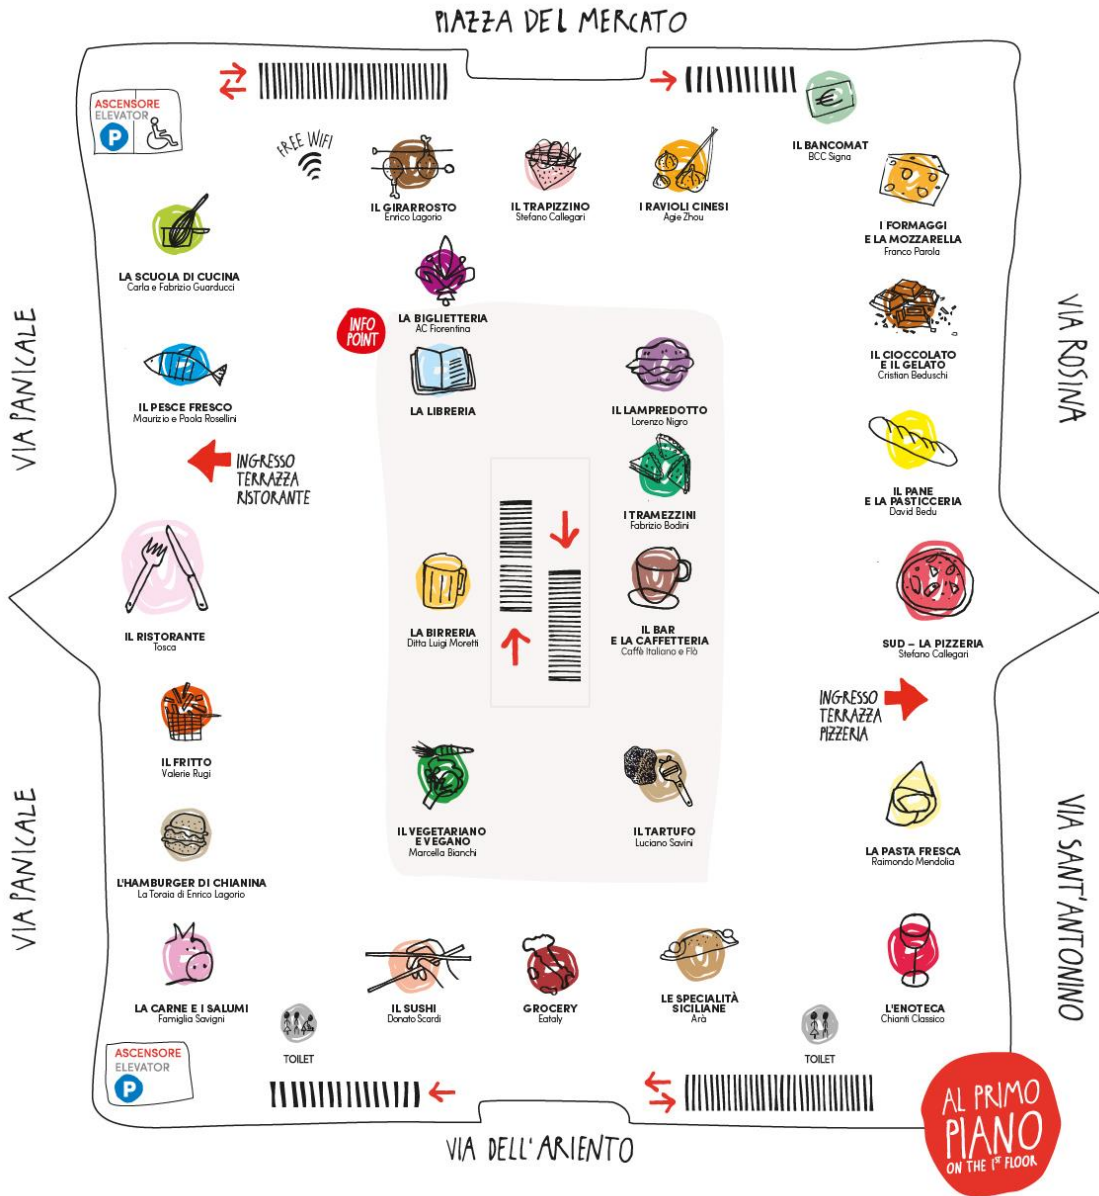 PIAZZA DEL MERCATO
ASCENSORE
ELEVATOR
P
FREE WIFI
IL GIRARROSTO
Enrico Lagorio
IL TRAPIZZINO
Stefano Callegari
I RAVIOLI CINESI
Agie Zhou
€
IL BANCOMAT
BCC Signa
I FORMAGGI
E LA MOZZARELLA
Franco Parola
LA SCUOLA DI CUCINA
Carla e Fabrizio Guarducci
LA BIGLIETTERIA
AC Fiorentina
INFO
POINT
LA LIBRERIA
IL LAMPREDOTTO
Lorenzo Nigro
IL CIOCCOLATO
E IL GELATO
Cristian Beduschi
VIA PANICALE
VIA ROSINA
IL PESCE FRESCO
Maurizio e Paola Rosellini
INGRESSO
TERRAZZA
RISTORANTE
I TRAMEZZINI
Fabrizio Bodini
IL PANE
E LA PASTICCERIA
David Bedu
IL RISTORANTE
Tosca
LA BIRRERIA
Ditta Luigi Moretti
IL BAR
E LA CAFFETTERIA
Caffè Italiano e Flò
SUD – LA PIZZERIA
Stefano Callegari
INGRESSO
TERRAZZA
PIZZERIA
IL FRITTO
Valerie Rugi
IL VEGETARIANO
E VEGANO
Marcella Bianchi
IL TARTUFO
Luciano Savini
LA PASTA FRESCA
Raimondo Mendolia
VIA PANICALE
VIA SANT'ANTONINO
L'HAMBURGER DI CHIANINA
La Toraia di Enrico Lagorio
LA CARNE E I SALUMI
Famiglia Savigni
IL SUSHI
Donato Scardi
GROCERY
Eataly
LE SPECIALITÀ
SICILIANE
Arà
L'ENOTECA
Chianti Classico
TOILET
TOILET
ASCENSORE
ELEVATOR
P
VIA DELL'ARIENTO
AL PRIMO
PIANO
ON THE 1ST FLOOR